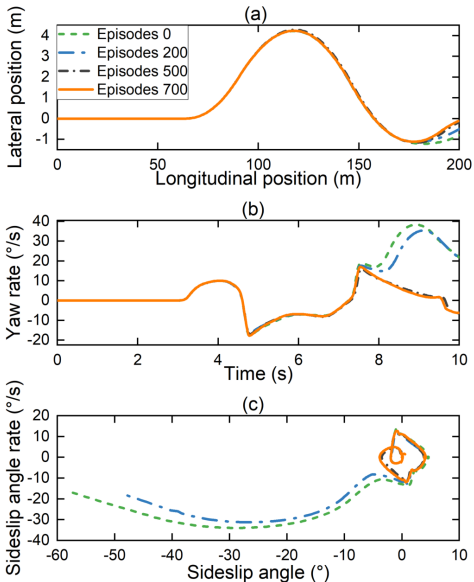 (a)
Lateral position (m)
4
3
2
1
0
-1
Episodes 0
Episodes 200
Episodes 500
Episodes 700
0 50 100 150 200
Longitudinal position (m)
(b)
Yaw rate (°/s)
40
30
20
10
0
-10
-20
0 2 4 6 8 10
Time (s)
(c)
Sideslip angle rate (°/s)
20
10
0
-10
-20
-30
-40
-60 -50 -40 -30 -20 -10 0 10
Sideslip angle (°)